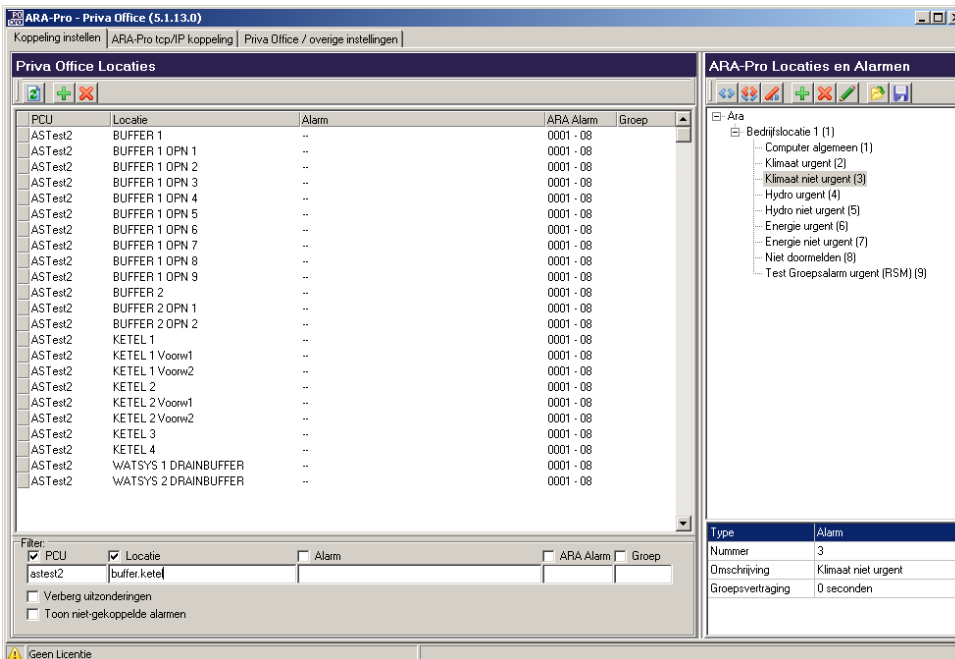 ARA-Pro - Priva Office (5.1.13.0)
Koppeling instellen ARA-Pro tcp/IP koppeling Priva Office / overige instellingen
Priva Office Locaties
PCU Locatie Alarm ARA Alarm Groep
ASTest2 BUFFER 1 -- 0001 - 08
ASTest2 BUFFER 1 OPN 1 -- 0001 - 08
ASTest2 BUFFER 1 OPN 2 -- 0001 - 08
ASTest2 BUFFER 1 OPN 3 -- 0001 - 08
ASTest2 BUFFER 1 OPN 4 -- 0001 - 08
ASTest2 BUFFER 1 OPN 5 -- 0001 - 08
ASTest2 BUFFER 1 OPN 6 -- 0001 - 08
ASTest2 BUFFER 1 OPN 7 -- 0001 - 08
ASTest2 BUFFER 1 OPN 8 -- 0001 - 08
ASTest2 BUFFER 1 OPN 9 -- 0001 - 08
ASTest2 BUFFER 2 -- 0001 - 08
ASTest2 BUFFER 2 OPN 1 -- 0001 - 08
ASTest2 BUFFER 2 OPN 2 -- 0001 - 08
ASTest2 KETEL 1 -- 0001 - 08
ASTest2 KETEL 1 Voorw1 -- 0001 - 08
ASTest2 KETEL 1 Voorw2 -- 0001 - 08
ASTest2 KETEL 2 -- 0001 - 08
ASTest2 KETEL 2 Voorw1 -- 0001 - 08
ASTest2 KETEL 2 Voorw2 -- 0001 - 08
ASTest2 KETEL 3 -- 0001 - 08
ASTest2 KETEL 4 -- 0001 - 08
ASTest2 WATSYS 1 DRAINBUFFER -- 0001 - 08
ASTest2 WATSYS 2 DRAINBUFFER -- 0001 - 08
Filter:
PCU Locatie Alarm ARA Alarm Groep
astest2 buffer.ketel
Verberg uitzonderingen
Toon niet-gekoppelde alarmen
ARA-Pro Locaties en Alarmen
Ara
Bedrijfslocatie 1 (1)
Computer algemeen (1)
Klimaat urgent (2)
Klimaat niet urgent (3)
Hydro urgent (4)
Hydro niet urgent (5)
Energie urgent (6)
Energie niet urgent (7)
Niet doormelden (8)
Test Groepsalarm urgent (RSM) (9)
Type Alarm
Nummer 3
Omschrijving Klimaat niet urgent
Groepsvertraging 0 seconden
Geen Licentie